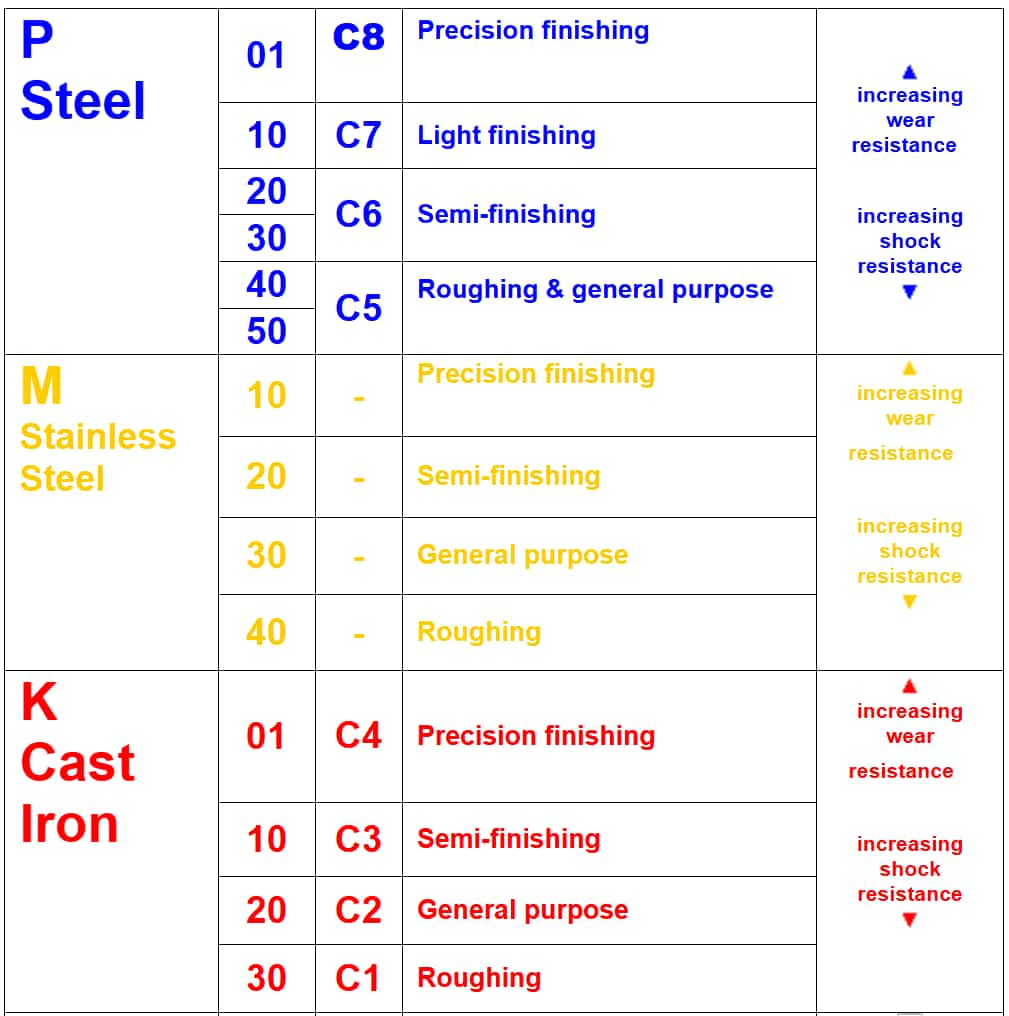 P
Steel
01
C8
Precision finishing
10
C7
Light finishing
20
30
C6
Semi-finishing
40
50
C5
Roughing & general purpose
▲
increasing
wear
resistance
increasing
shock
resistance
▼
M
Stainless
Steel
10
-
Precision finishing
20
-
Semi-finishing
30
-
General purpose
40
-
Roughing
▲
increasing
wear
resistance
increasing
shock
resistance
▼
K
Cast
Iron
01
C4
Precision finishing
10
C3
Semi-finishing
20
C2
General purpose
30
C1
Roughing
▲
increasing
wear
resistance
increasing
shock
resistance
▼